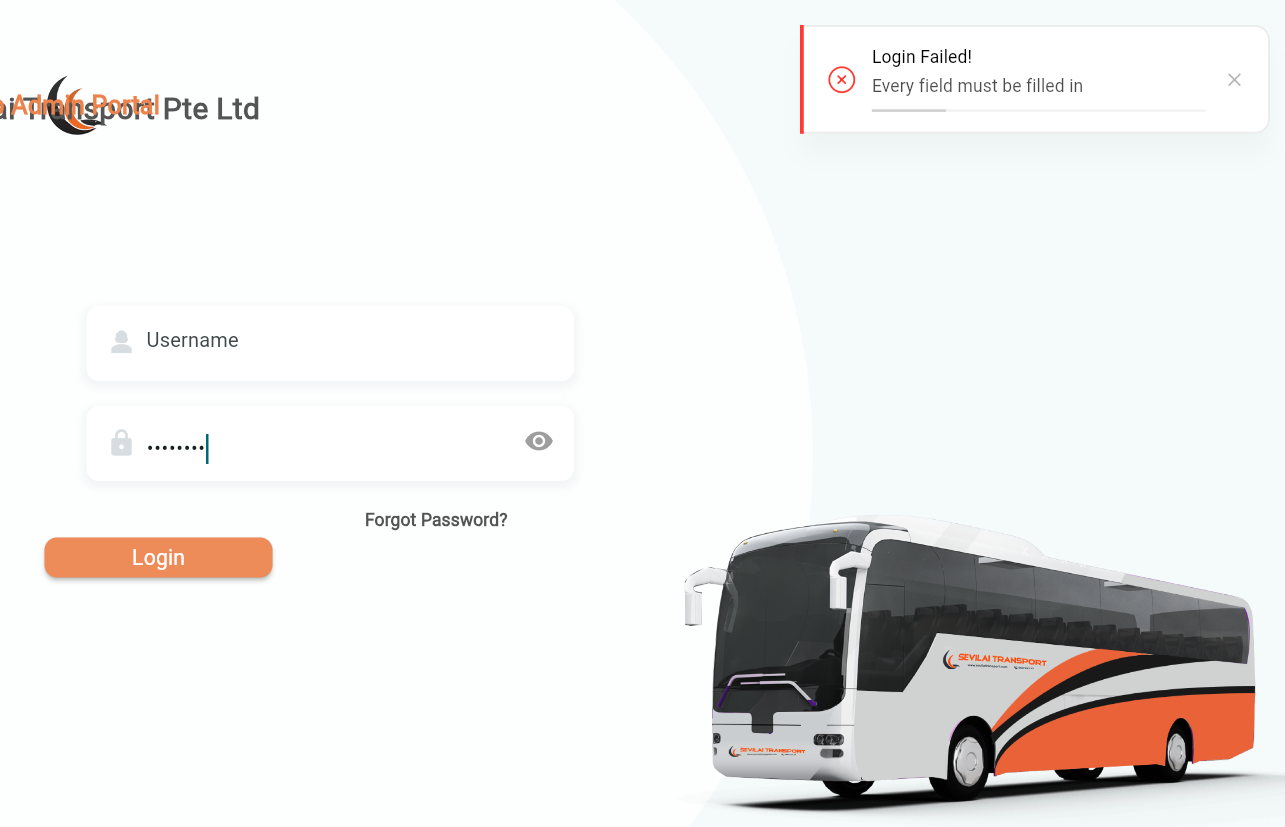 Login Failed!
Every field must be filled in
Admin Portal
ai Transport Pte Ltd
Username
••••••••
Forgot Password?
Login
SEVILAI TRANSPORT
SEVILAI TRANSPORT